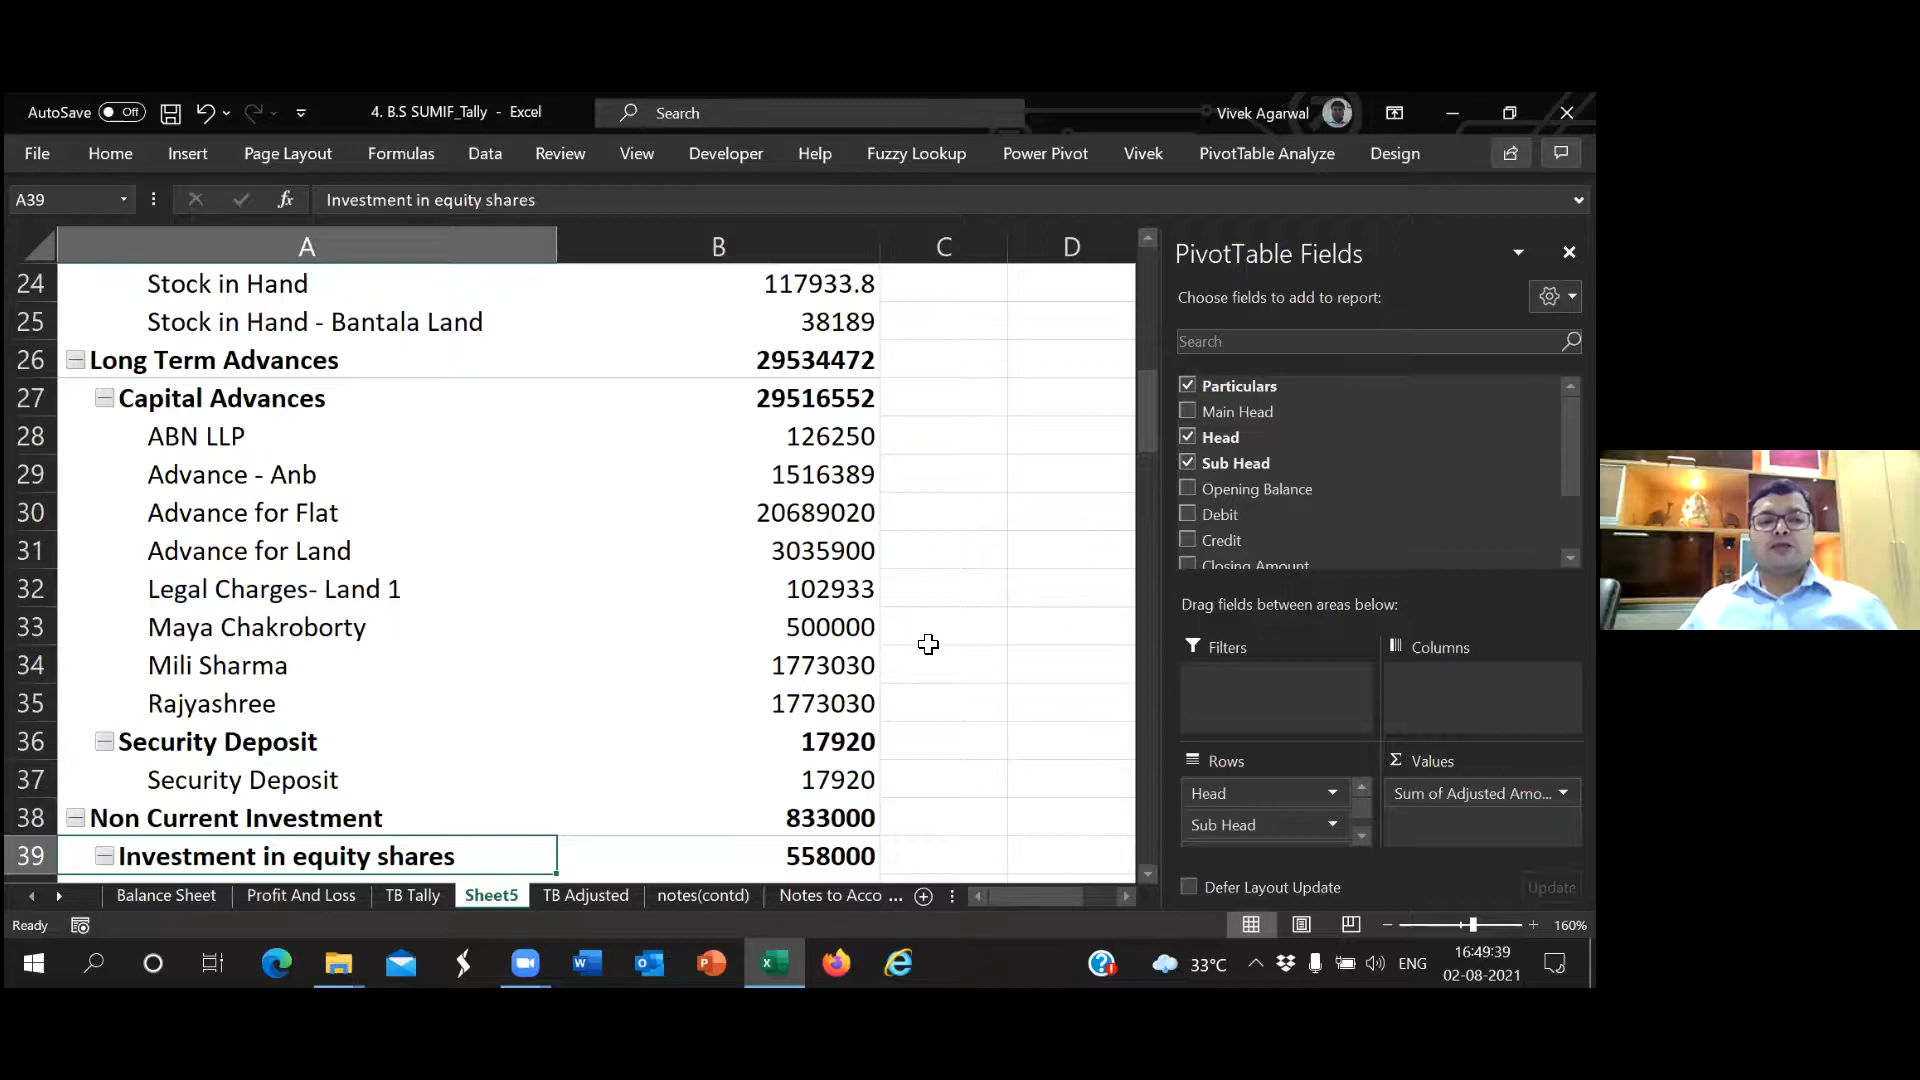 AutoSave Off 4. B.S SUMIF_Tally - Excel Search Vivek Agarwal
File Home Insert Page Layout Formulas Data Review View Developer Help Fuzzy Lookup Power Pivot Vivek PivotTable Analyze Design
A39 fx Investment in equity shares
A B C D
24 Stock in Hand 117933.8
25 Stock in Hand - Bantala Land 38189
26 Long Term Advances 29534472
27 Capital Advances 29516552
28 ABN LLP 126250
29 Advance - Anb 1516389
30 Advance for Flat 20689020
31 Advance for Land 3035900
32 Legal Charges- Land 1 102933
33 Maya Chakroborty 500000
34 Mili Sharma 1773030
35 Rajyashree 1773030
36 Security Deposit 17920
37 Security Deposit 17920
38 Non Current Investment 833000
39 Investment in equity shares 558000
PivotTable Fields
Choose fields to add to report:
Search
Particulars
Main Head
Head
Sub Head
Opening Balance
Debit
Credit
Closing Amount
Drag fields between areas below:
Filters Columns
Rows Σ Values
Head Sum of Adjusted Amo...
Sub Head
Defer Layout Update Update
Balance Sheet Profit And Loss TB Tally Sheet5 TB Adjusted notes(contd) Notes to Acco ...
Ready 160%
33°C ENG 16:49:39
02-08-2021